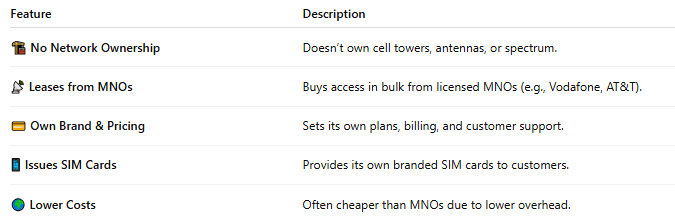 Feature Description
🏗️ No Network Ownership Doesn't own cell towers, antennas, or spectrum.
📡 Leases from MNOs Buys access in bulk from licensed MNOs (e.g., Vodafone, AT&T).
💳 Own Brand & Pricing Sets its own plans, billing, and customer support.
📱 Issues SIM Cards Provides its own branded SIM cards to customers.
🌍 Lower Costs Often cheaper than MNOs due to lower overhead.